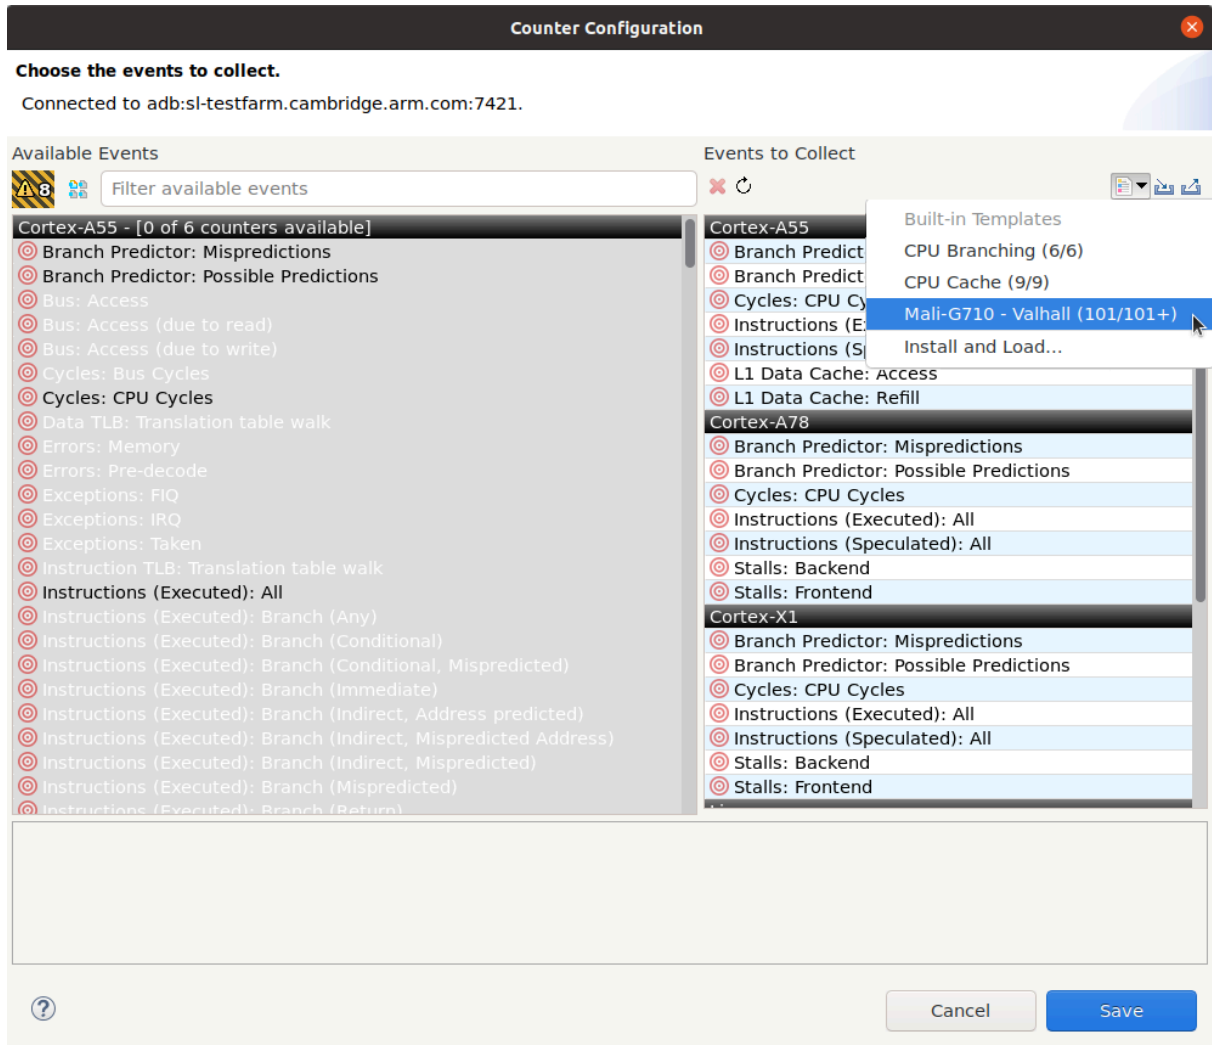 Counter Configuration
Choose the events to collect.
Connected to adb:sl-testfarm.cambridge.arm.com:7421.
Available Events
8
Filter available events
Cortex-A55 - [0 of 6 counters available]
Branch Predictor: Mispredictions
Branch Predictor: Possible Predictions
Bus: Access
Bus: Access (due to read)
Bus: Access (due to write)
Cycles: Bus Cycles
Cycles: CPU Cycles
Data TLB: Translation table walk
Errors: Memory
Errors: Pre-decode
Exceptions: FIQ
Exceptions: IRQ
Exceptions: Taken
Instruction TLB: Translation table walk
Instructions (Executed): All
Instructions (Executed): Branch (Any)
Instructions (Executed): Branch (Conditional)
Instructions (Executed): Branch (Conditional, Mispredicted)
Instructions (Executed): Branch (Immediate)
Instructions (Executed): Branch (Indirect, Address predicted)
Instructions (Executed): Branch (Indirect, Mispredicted Address)
Instructions (Executed): Branch (Indirect, Mispredicted)
Instructions (Executed): Branch (Mispredicted)
Instructions (Executed): Branch (Return)
Events to Collect
Cortex-A55
Branch Predict
Branch Predict
Cycles: CPU Cy
Instructions (E
Instructions (S
L1 Data Cache: Access
L1 Data Cache: Refill
Cortex-A78
Branch Predictor: Mispredictions
Branch Predictor: Possible Predictions
Cycles: CPU Cycles
Instructions (Executed): All
Instructions (Speculated): All
Stalls: Backend
Stalls: Frontend
Cortex-X1
Branch Predictor: Mispredictions
Branch Predictor: Possible Predictions
Cycles: CPU Cycles
Instructions (Executed): All
Instructions (Speculated): All
Stalls: Backend
Stalls: Frontend
Built-in Templates
CPU Branching (6/6)
CPU Cache (9/9)
Mali-G710 - Valhall (101/101+)
Install and Load...
?
Cancel
Save